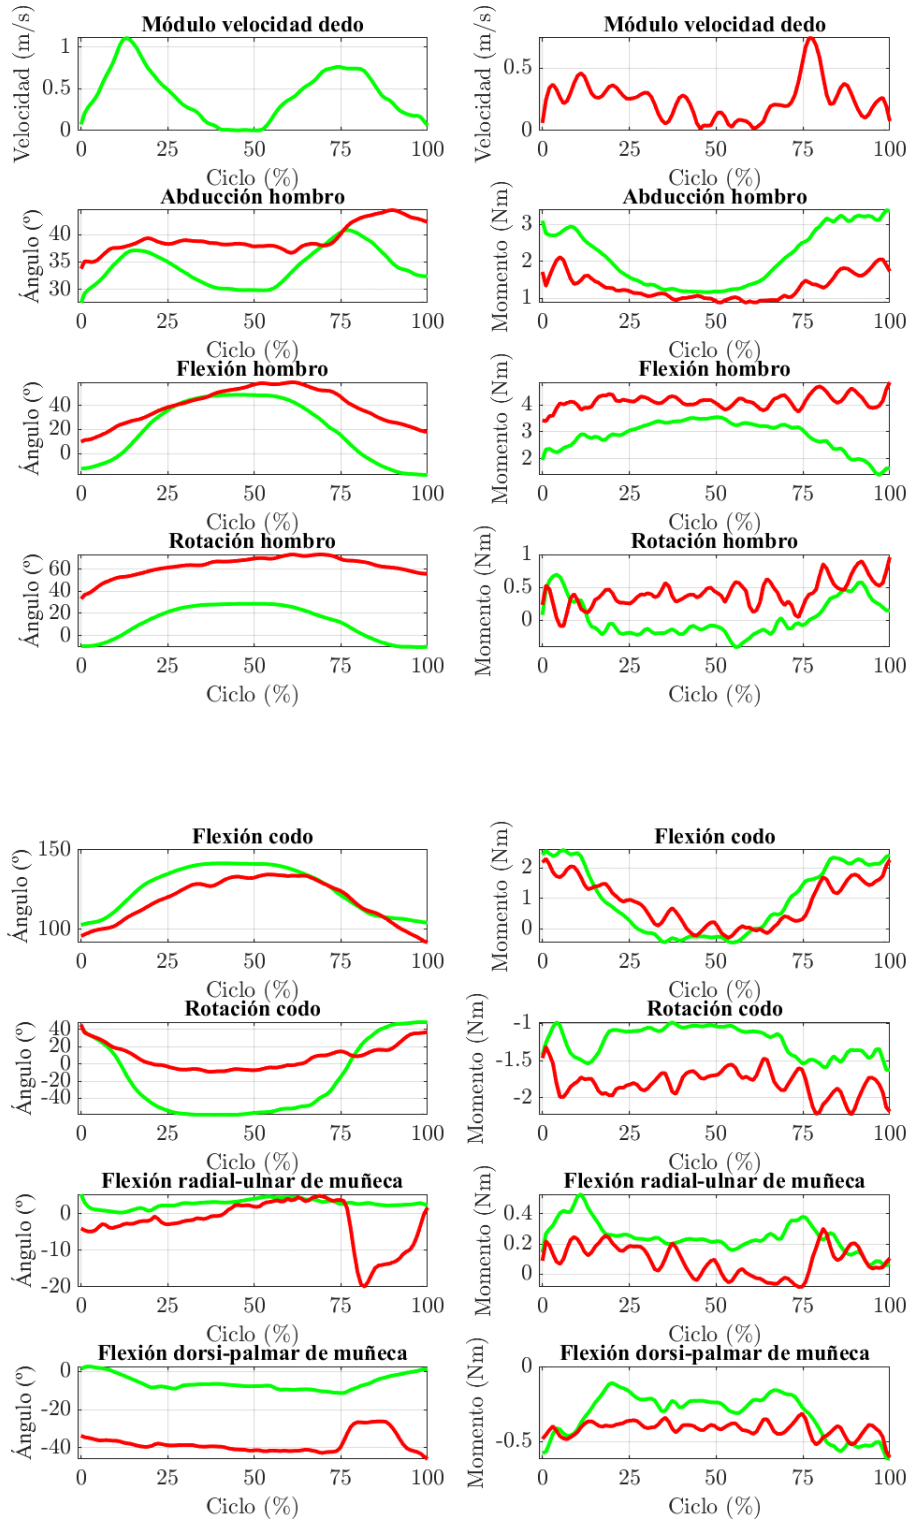 Módulo velocidad dedo
Velocidad (m/s)
1
0.5
0
0 25 50 75 100
Ciclo (%)
Velocidad (m/s)
0.5
0
0 25 50 75 100
Ciclo (%)
Abducción hombro
Ángulo (º)
40
35
30
0 25 50 75 100
Ciclo (%)
Abducción hombro
Momento (Nm)
3
2
1
0 25 50 75 100
Ciclo (%)
Flexión hombro
Ángulo (º)
40
20
0
0 25 50 75 100
Ciclo (%)
Flexión hombro
Momento (Nm)
4
3
2
0 25 50 75 100
Ciclo (%)
Rotación hombro
Ángulo (º)
60
40
20
0
0 25 50 75 100
Ciclo (%)
Rotación hombro
Momento (Nm)
1
0.5
0
0 25 50 75 100
Ciclo (%)
Flexión codo
Ángulo (º)
150
100
0 25 50 75 100
Ciclo (%)
Flexión codo
Momento (Nm)
2
1
0
0 25 50 75 100
Ciclo (%)
Rotación codo
Ángulo (º)
40
20
0
-20
-40
0 25 50 75 100
Ciclo (%)
Rotación codo
Momento (Nm)
-1
-1.5
-2
0 25 50 75 100
Ciclo (%)
Flexión radial-ulnar de muñeca
Ángulo (º)
0
-10
-20
0 25 50 75 100
Ciclo (%)
Flexión radial-ulnar de muñeca
Momento (Nm)
0.4
0.2
0
0 25 50 75 100
Ciclo (%)
Flexión dorsi-palmar de muñeca
Ángulo (º)
0
-20
-40
0 25 50 75 100
Ciclo (%)
Flexión dorsi-palmar de muñeca
Momento (Nm)
0
-0.5
0 25 50 75 100
Ciclo (%)